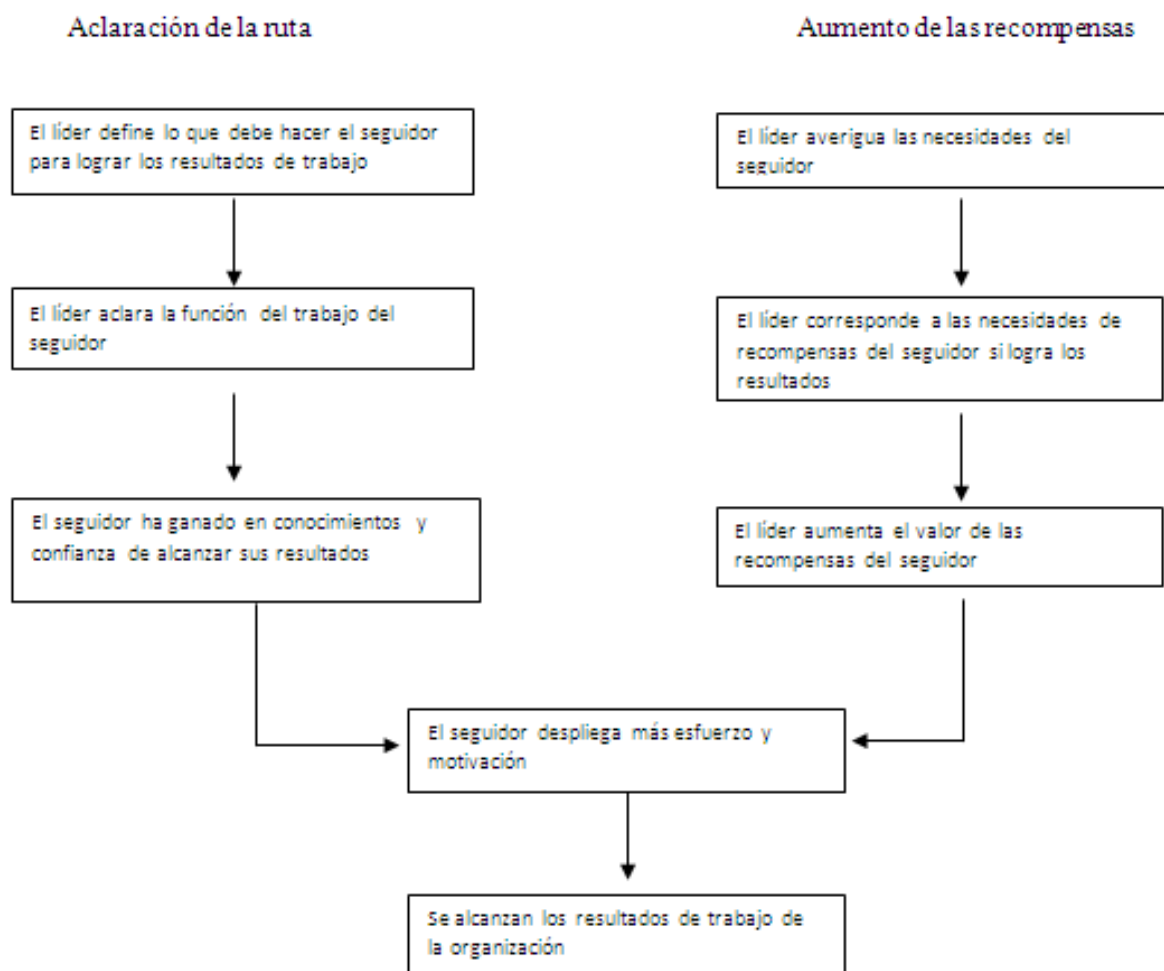 Aclaración de la ruta
Aumento de las recompensas
El líder define lo que debe hacer el seguidor
para lograr los resultados de trabajo
El líder averigua las necesidades del
seguidor
El líder aclara la función del trabajo del
seguidor
El líder corresponde a las necesidades de
recompensas del seguidor si logra los
resultados
El seguidor ha ganado en conocimientos y
confianza de alcanzar sus resultados
El líder aumenta el valor de las
recompensas del seguidor
El seguidor despliega más esfuerzo y
motivación
Se alcanzan los resultados de trabajo de
la organización